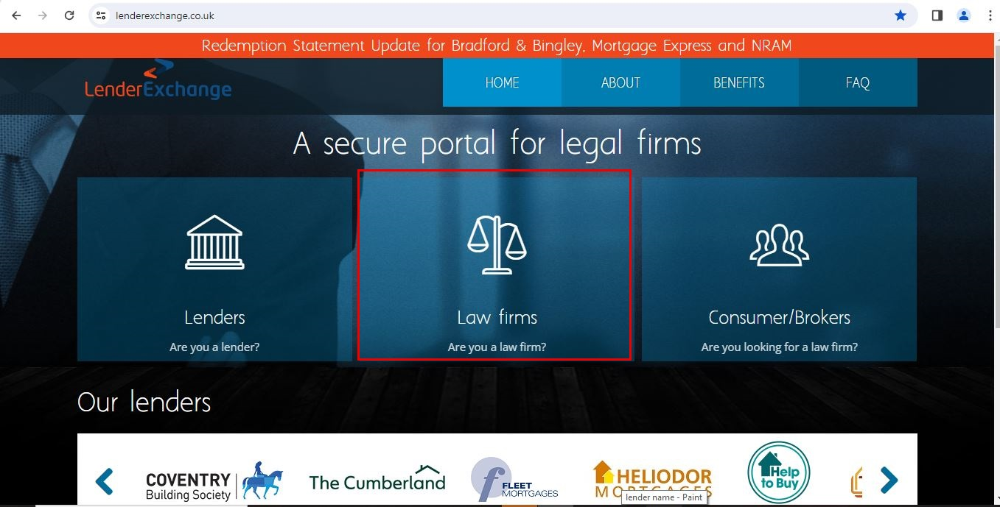 lenderexchange.co.uk
Redemption Statement Update for Bradford & Bingley, Mortgage Express and NRAM
LenderExchange
HOME
ABOUT
BENEFITS
FAQ
A secure portal for legal firms
Lenders
Are you a lender?
Law firms
Are you a law firm?
Consumer/Brokers
Are you looking for a law firm?
Our lenders
COVENTRY
Building Society
The Cumberland
f FLEET
MORTGAGES
HELIODOR
MORTGAGES
Help
to Buy
lender name - Paint